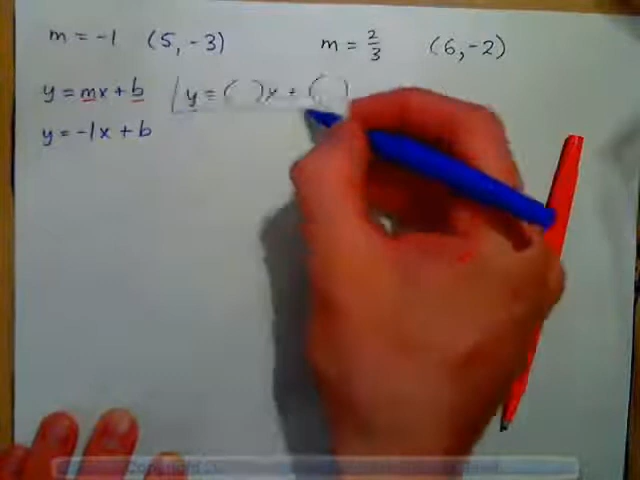 m = -1 (5, -3) m = 2/3 (6, -2)
y = mx + b y = ( )x + ( )
y = -1x + b